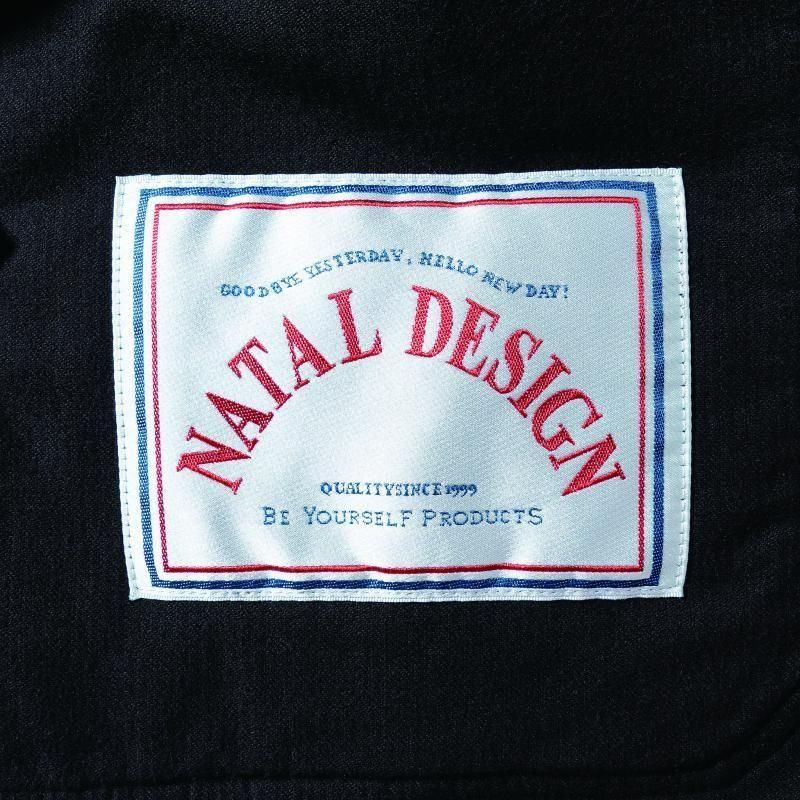 GOODBYE YESTERDAY, HELLO NEW DAY!
NATAL DESIGN
QUALITYSINCE 1999
BE YOURSELF PRODUCTS